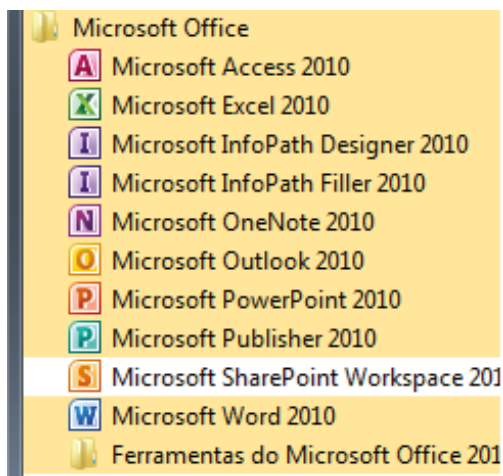 Microsoft Office
Microsoft Access 2010
Microsoft Excel 2010
Microsoft InfoPath Designer 2010
Microsoft InfoPath Filler 2010
Microsoft OneNote 2010
Microsoft Outlook 2010
Microsoft PowerPoint 2010
Microsoft Publisher 2010
Microsoft SharePoint Workspace 201
Microsoft Word 2010
Ferramentas do Microsoft Office 201